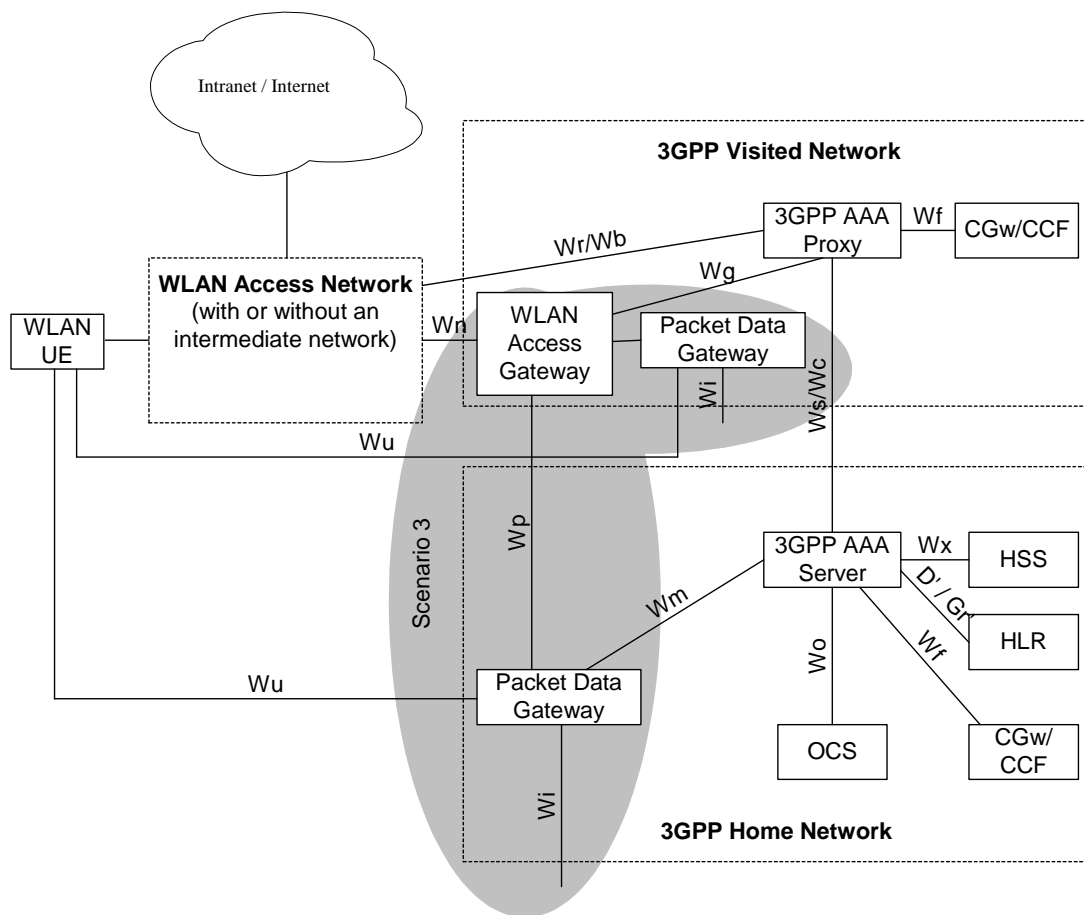 Intranet / Internet
3GPP Visited Network
3GPP AAA
Proxy
Wf
CGw/CCF
Wr/Wb
Wg
WLAN Access Network
(with or without an
intermediate network)
WLAN
UE
Wn
WLAN
Access
Gateway
Packet Data
Gateway
Wi
Ws/Wc
Wu
Scenario 3
Wp
3GPP AAA
Server
Wx
HSS
D' / Gr'
HLR
Wm
Wo
Wf
Wu
Packet Data
Gateway
OCS
CGw/
CCF
Wi
3GPP Home Network